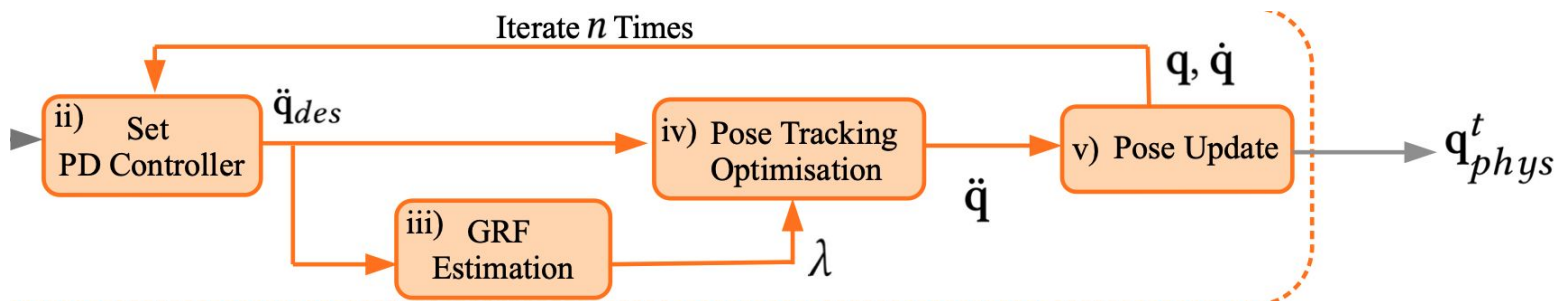 Iterate n Times
q, q̇
ii) Set
PD Controller
q̈des
iv) Pose Tracking
Optimisation
v) Pose Update
q̈
q^t_phys
iii) GRF
Estimation
λ